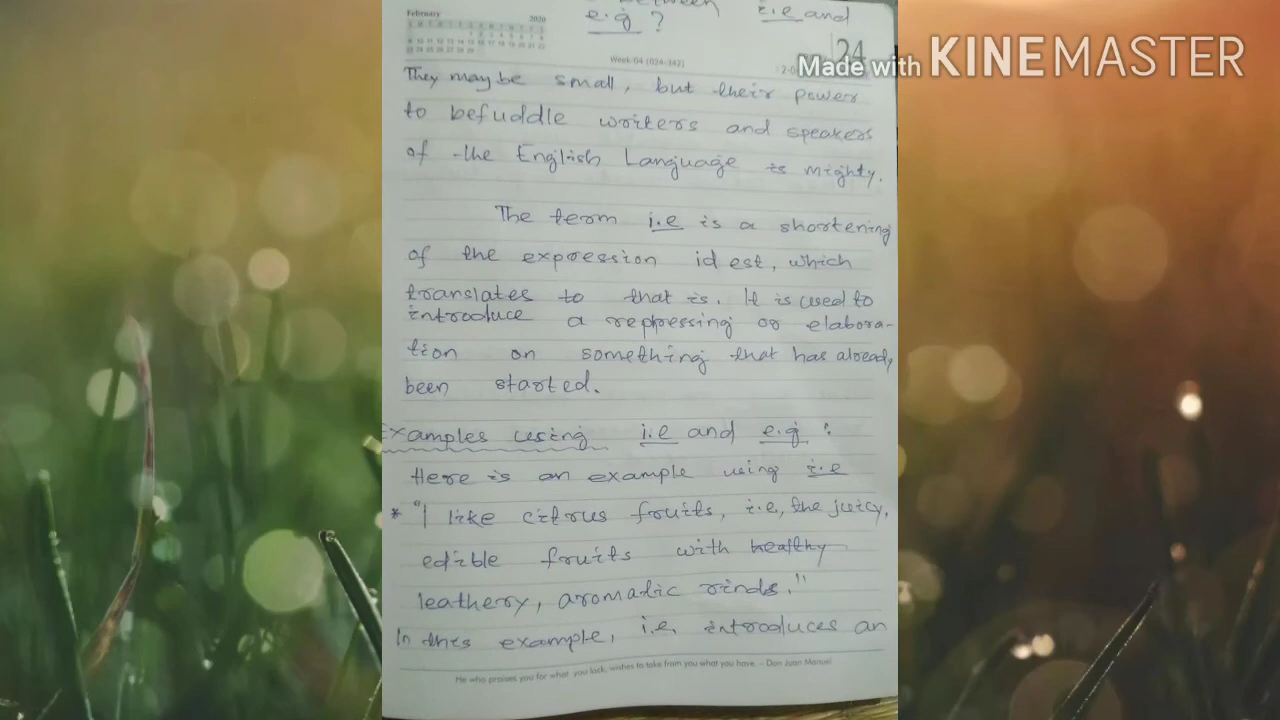 between i.e and
e.g ?
February 2020
Week-04 (024-342)
24
Made with KINEMASTER
They may be small, but their power
to befuddle writers and speakers
of the English Language is mighty.
The term i.e is a shortening
of the expression id est, which
translates to that is. It is used to
introduce a repressing or elabora-
tion on something that has already
been started.
Examples using i.e and e.g :
Here is an example using i.e
* "I like citrus fruits, i.e, the juicy,
edible fruits with healthy
leathery, aromatic rinds."
In this example, i.e, introduces an
He who praises you for what you lack, wishes to take from you what you have. – Don Juan Manuel